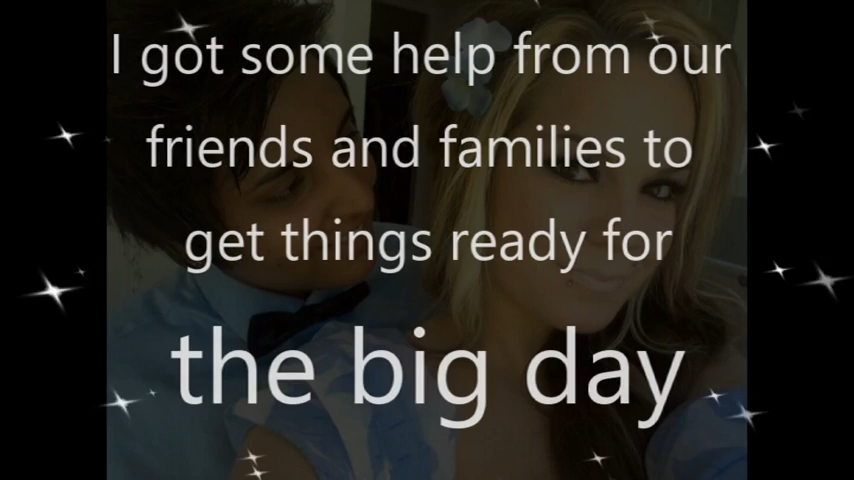 I got some help from our
friends and families to
get things ready for
the big day